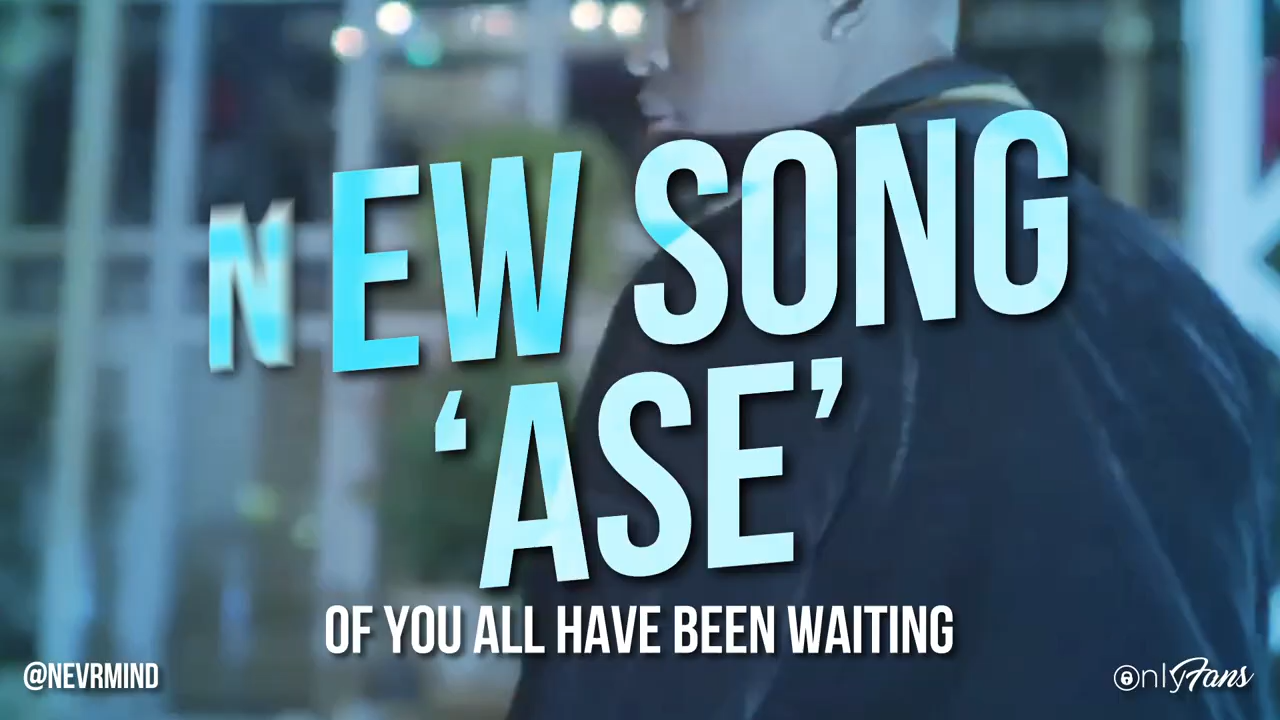 NEW SONG
‘ASE’
OF YOU ALL HAVE BEEN WAITING
@NEVRMIND
OnlyFans